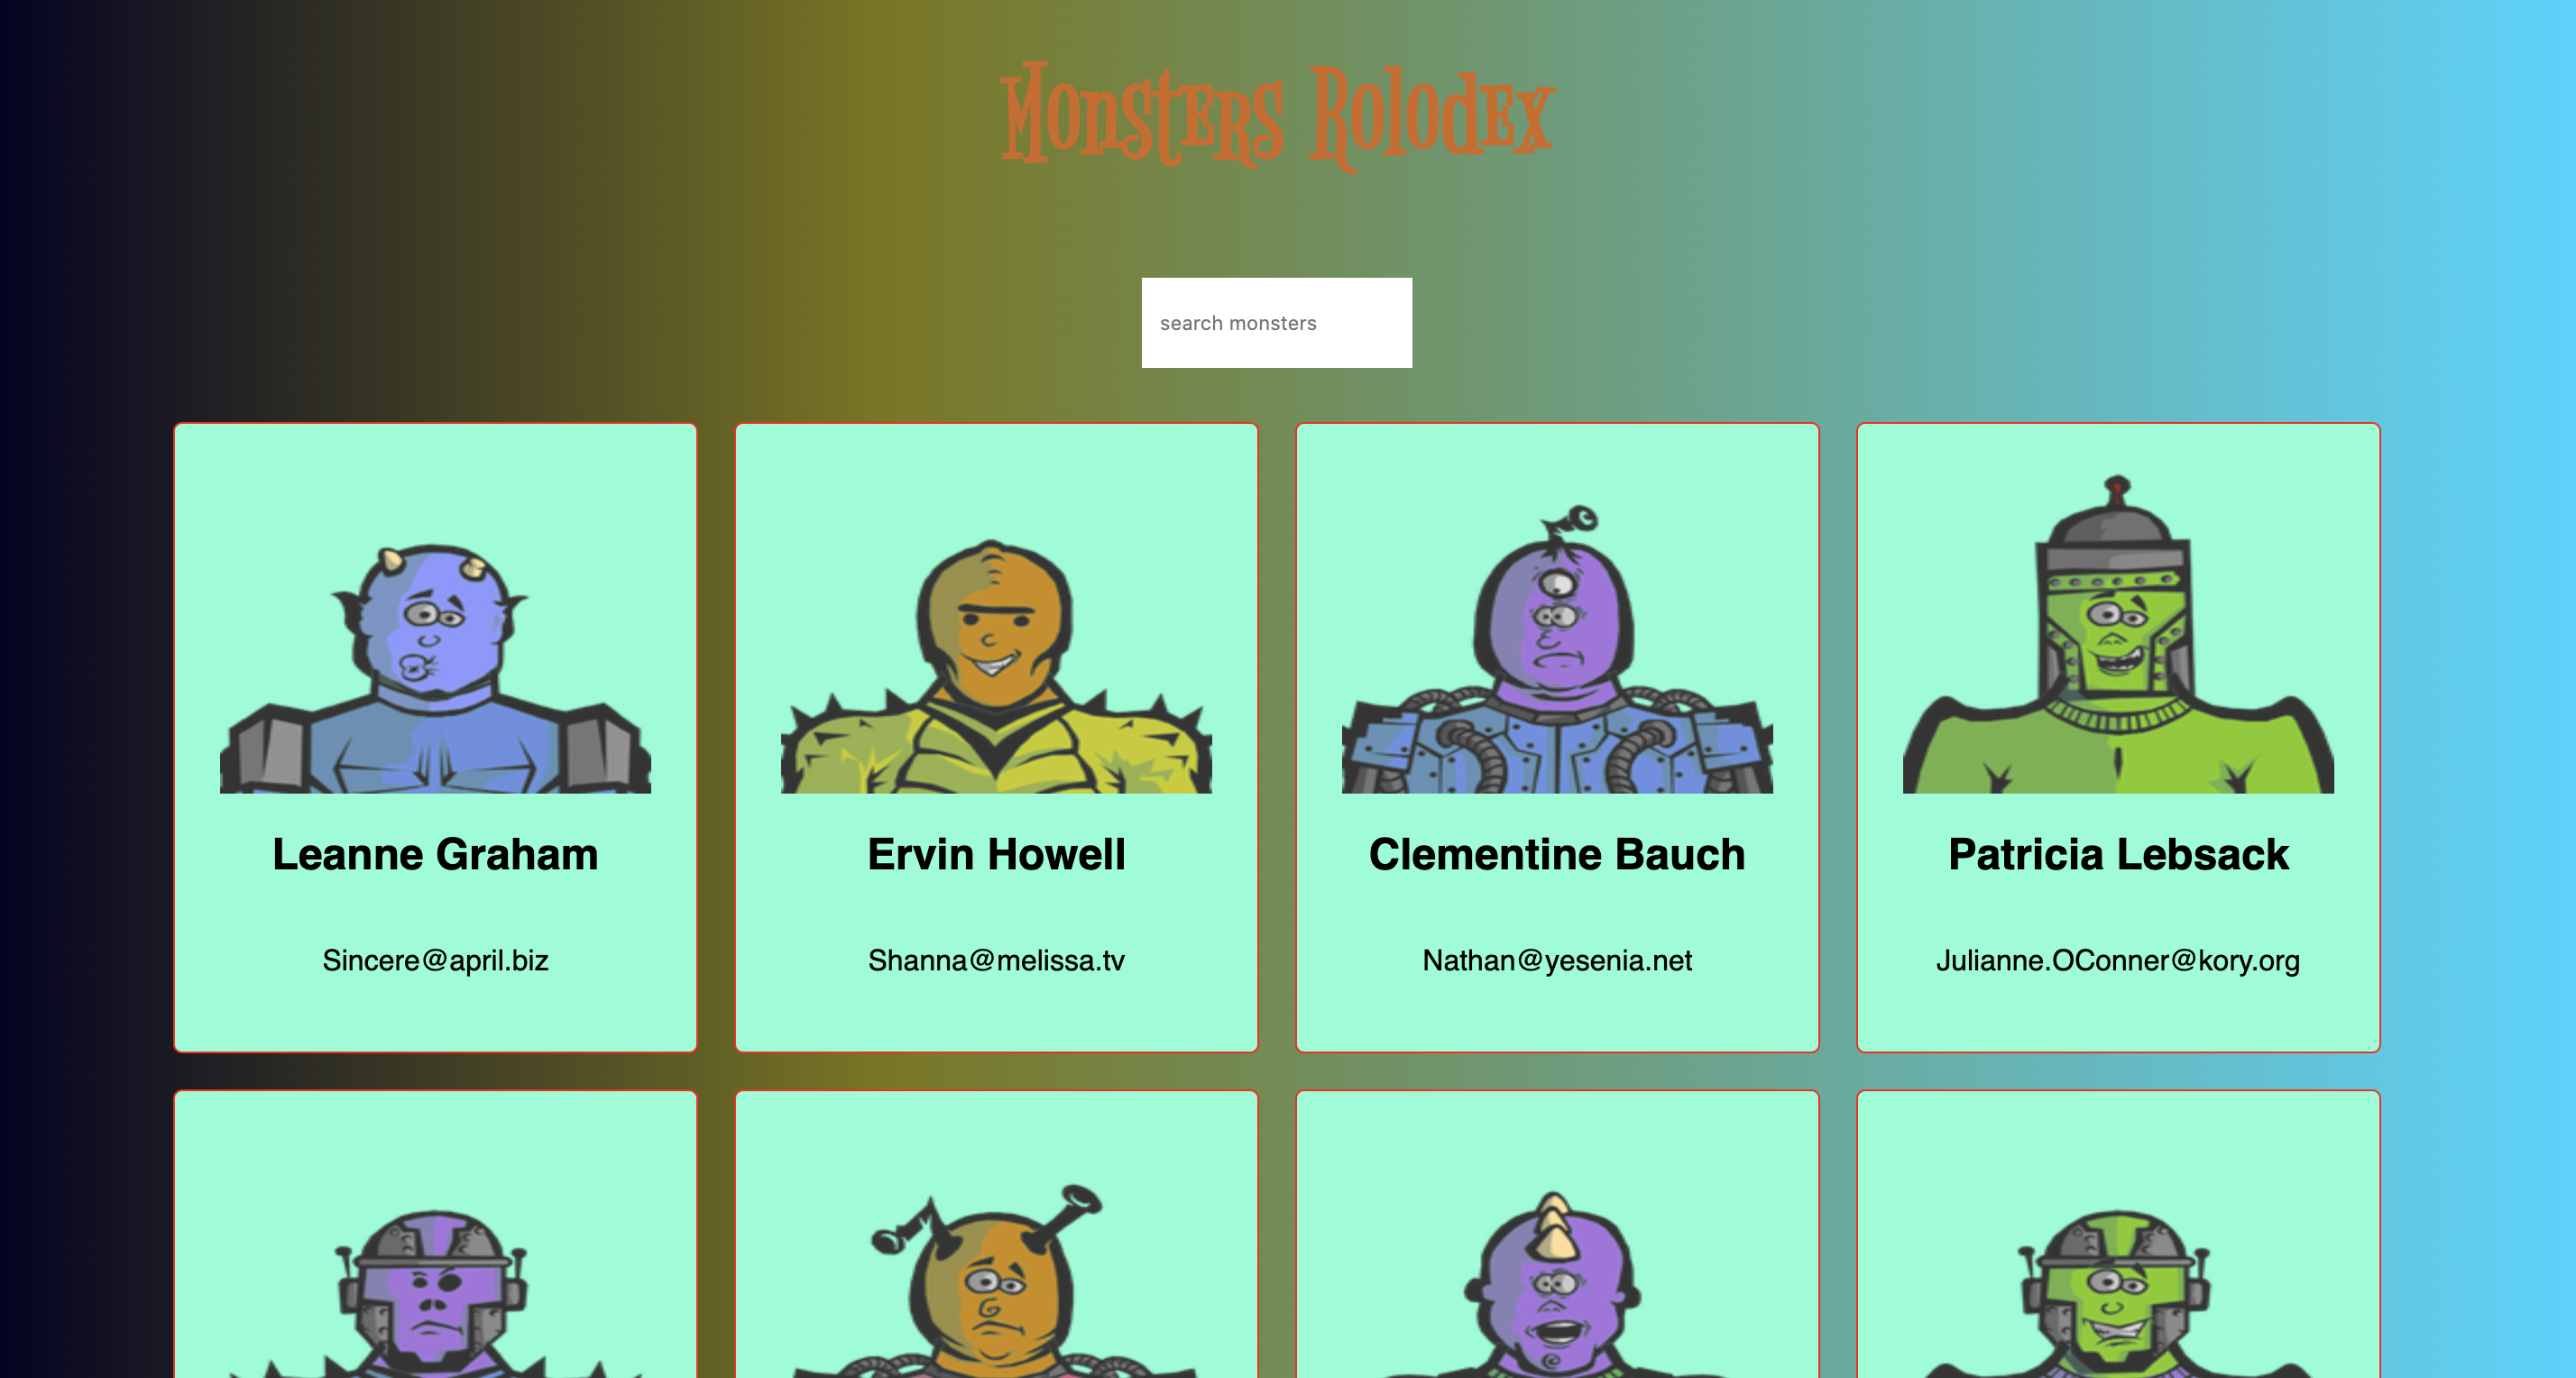 Monsters Rolodex
search monsters
Leanne Graham
Ervin Howell
Clementine Bauch
Patricia Lebsack
Sincere@april.biz
Shanna@melissa.tv
Nathan@yesenia.net
Julianne.OConner@kory.org